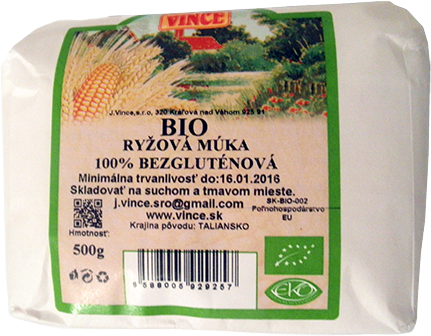 VINCE
J.Vince,s.r.o, 320 Kráľová nad Váhom 925 91
BIO
RYŽOVÁ MÚKA
100% BEZGLUTÉNOVÁ
Minimálna trvanlivosť do:16.01.2016
Skladovať na suchom a tmavom mieste.
j.vince.sro@gmail.com
www.vince.sk
Krajina pôvodu: TALIANSKO
SK-BIO-002
Poľnohospodárstvo
EU
Hmotnosť:
500g
9588005929257
EKO